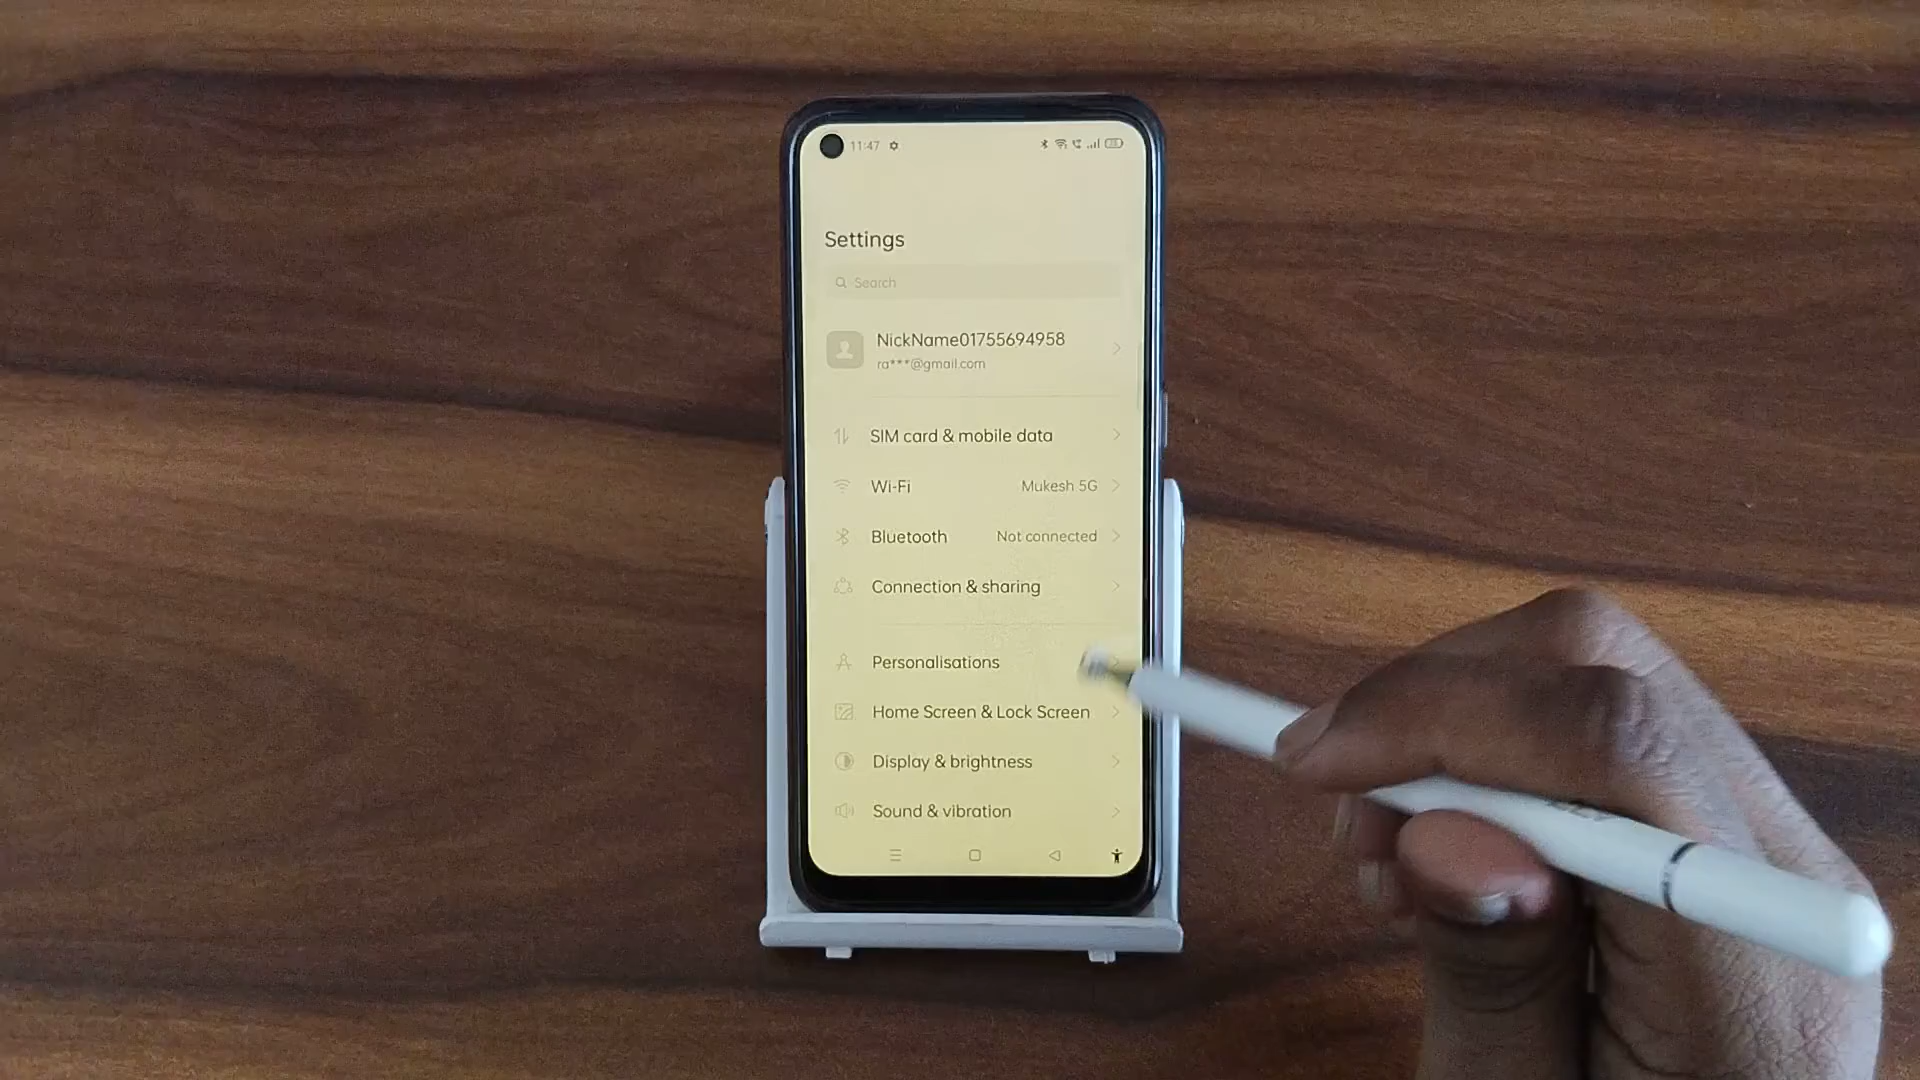 11:47
Settings
Search
NickName01755694958
ra***@gmail.com
SIM card & mobile data
Wi-Fi Mukesh 5G
Bluetooth Not connected
Connection & sharing
Personalisations
Home Screen & Lock Screen
Display & brightness
Sound & vibration